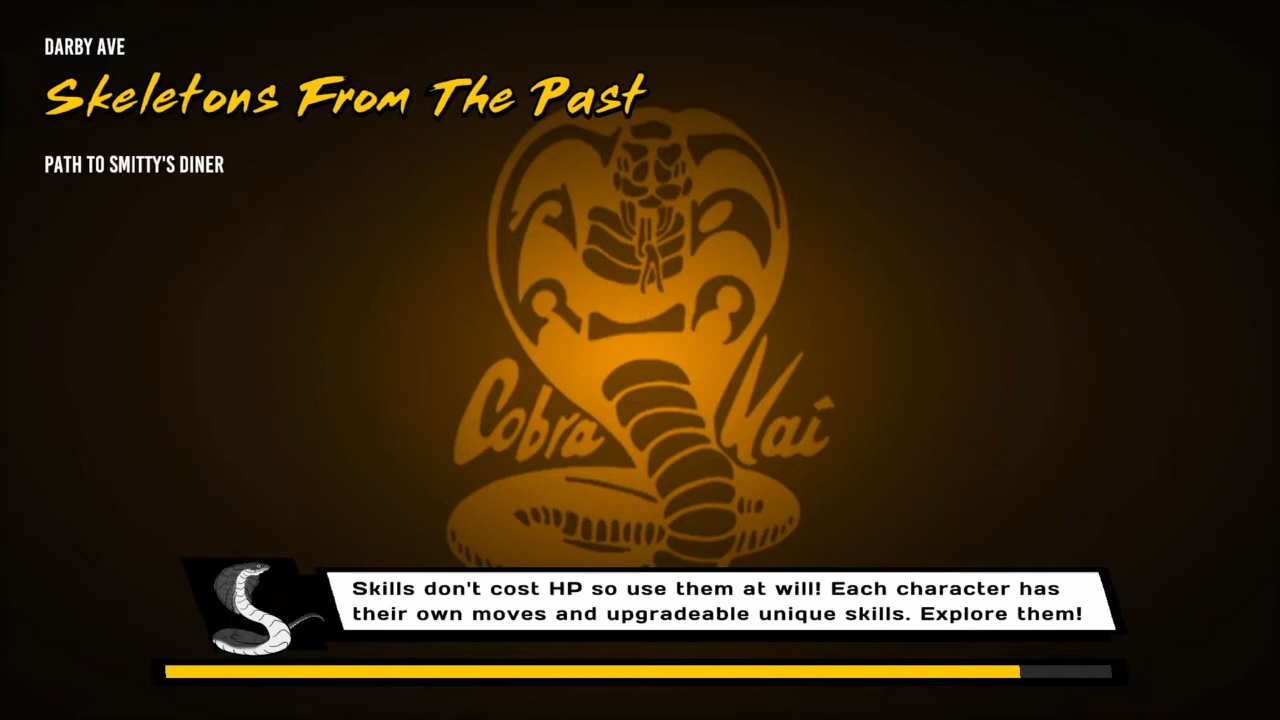 DARBY AVE
Skeletons From The Past
PATH TO SMITTY'S DINER
Cobra Kai
Skills don't cost HP so use them at will! Each character has
their own moves and upgradeable unique skills. Explore them!